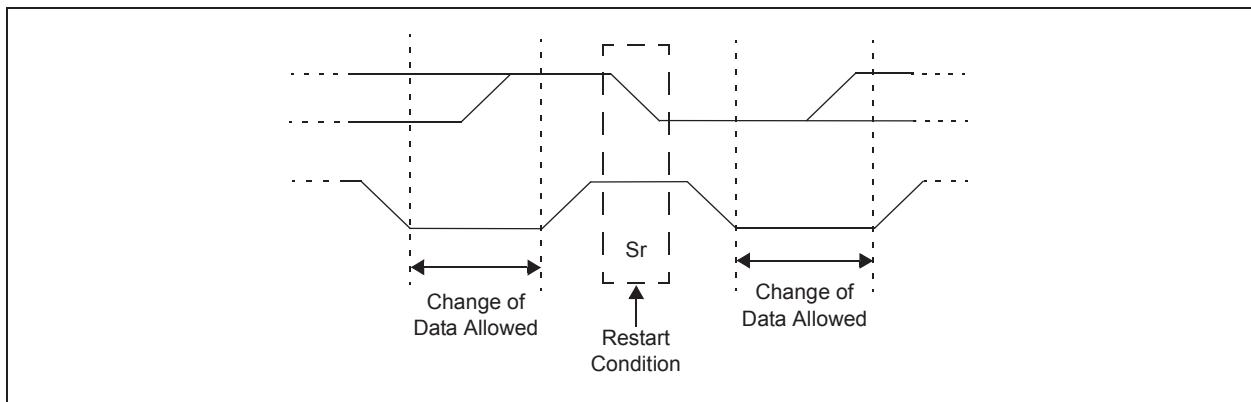 Sr
Change of
Data Allowed
Restart
Condition
Change of
Data Allowed